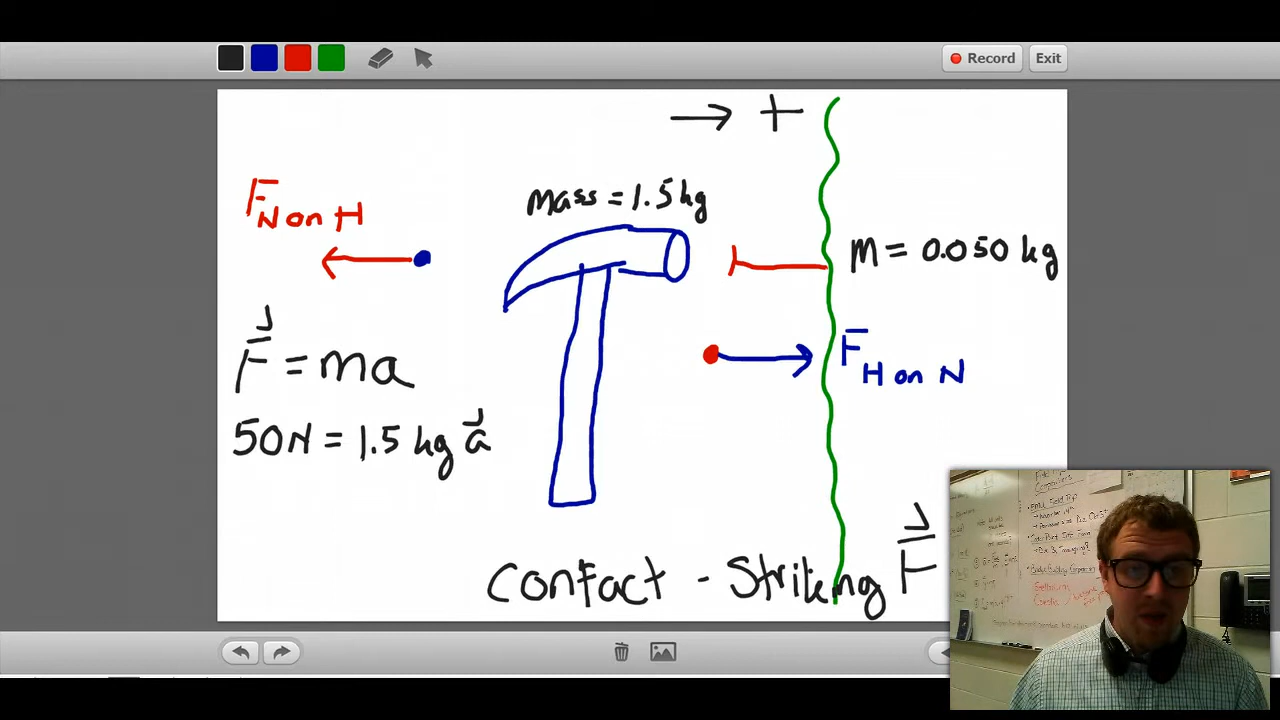 Record Exit
→ +
F N on H
mass = 1.5 kg
m = 0.050 kg
F = ma
F H on N
50N = 1.5 kg a
Contact - Striking F